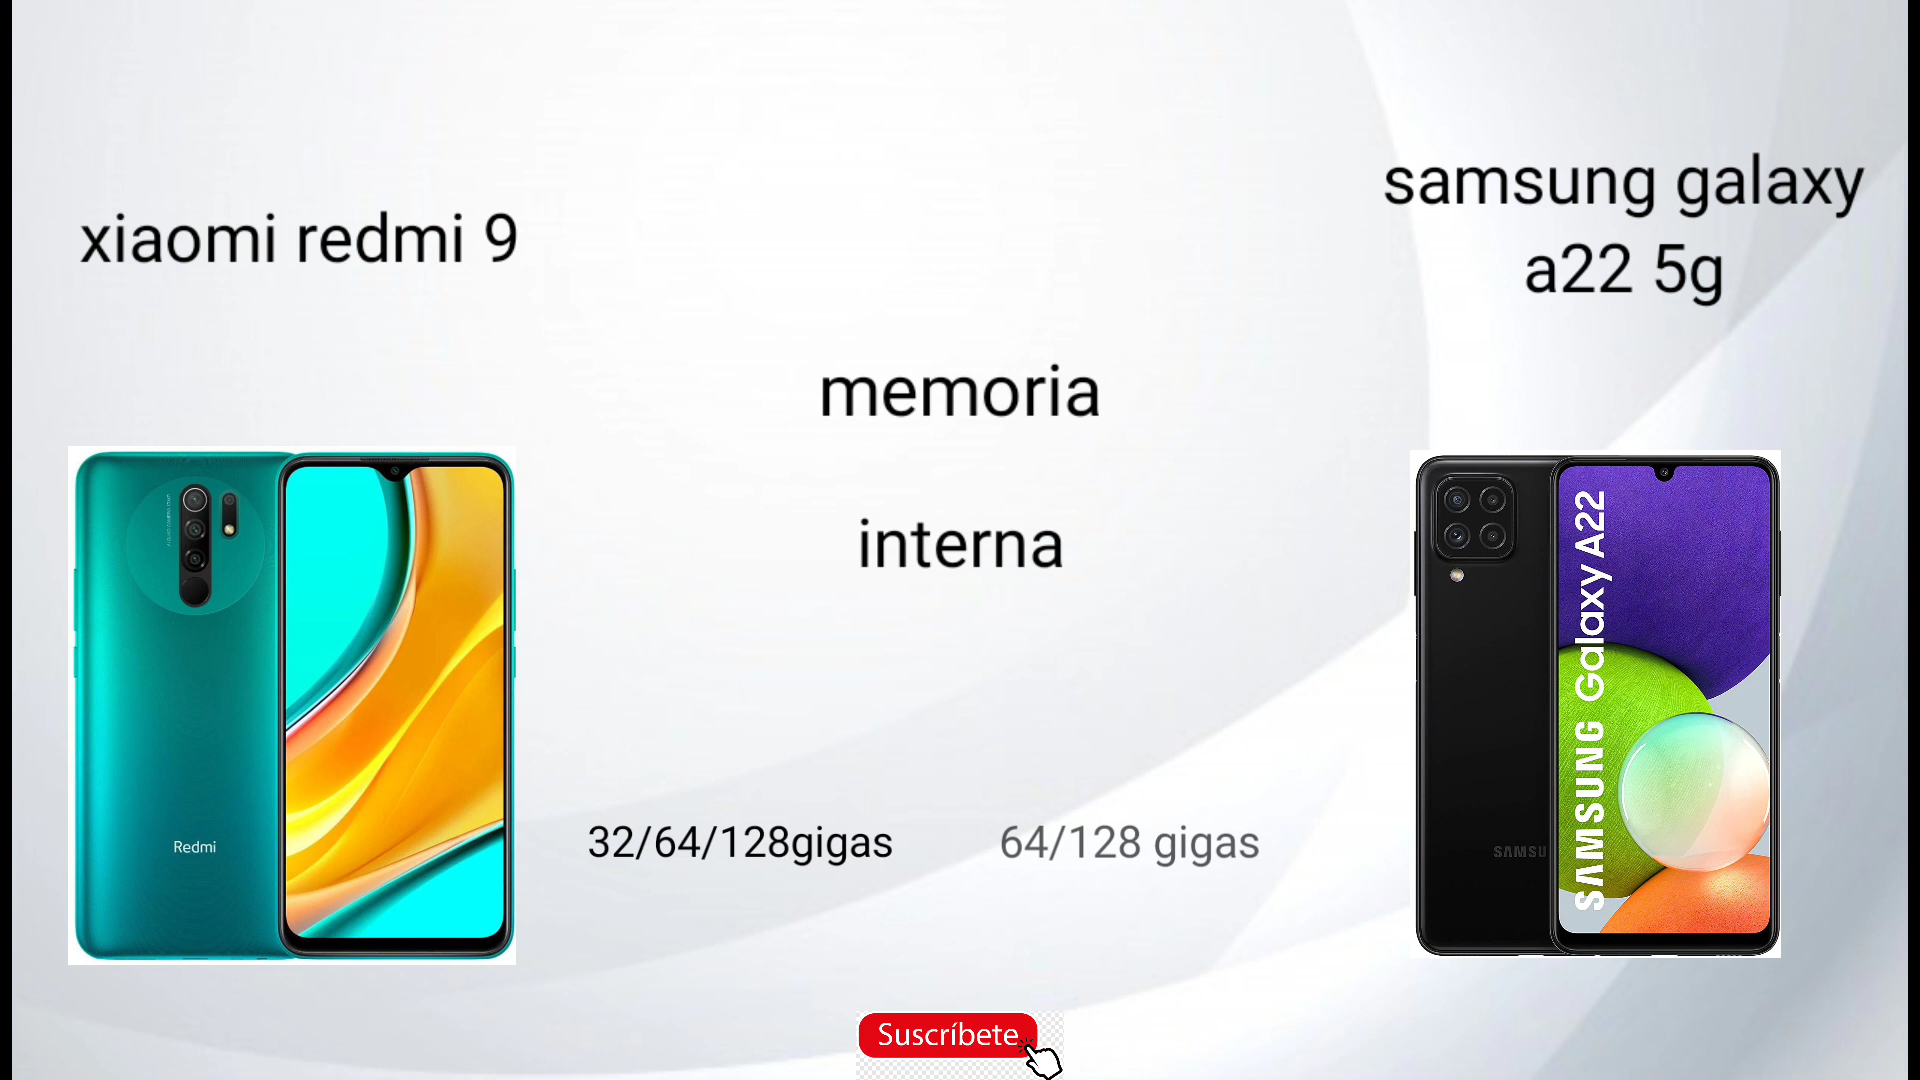 xiaomi redmi 9
samsung galaxy
a22 5g
memoria
interna
Redmi
SAMSU
SAMSUNG Galaxy A22
32/64/128gigas
64/128 gigas
Suscríbete